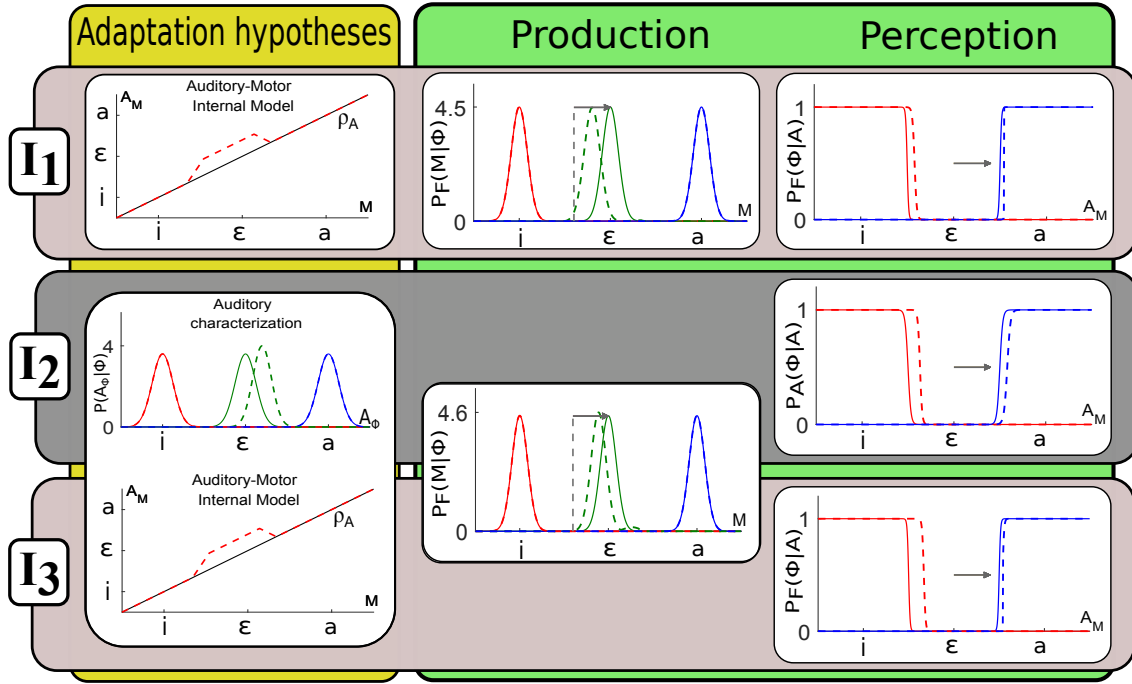 Adaptation hypotheses
Production
Perception
I1
Auditory-Motor
Internal Model
AM
a
ε
i
ρA
M
i
ε
a
PF(M|Φ)
4.5
0
M
i
ε
a
PF(Φ|A)
1
0
AM
i
ε
a
I2
Auditory
characterization
P(AΦ|Φ)
4
0
AΦ
i
ε
a
PA(Φ|A)
1
0
AM
i
ε
a
PF(M|Φ)
4.6
0
M
i
ε
a
I3
Auditory-Motor
Internal Model
AM
a
ε
i
ρA
M
i
ε
a
PF(Φ|A)
1
0
AM
i
ε
a